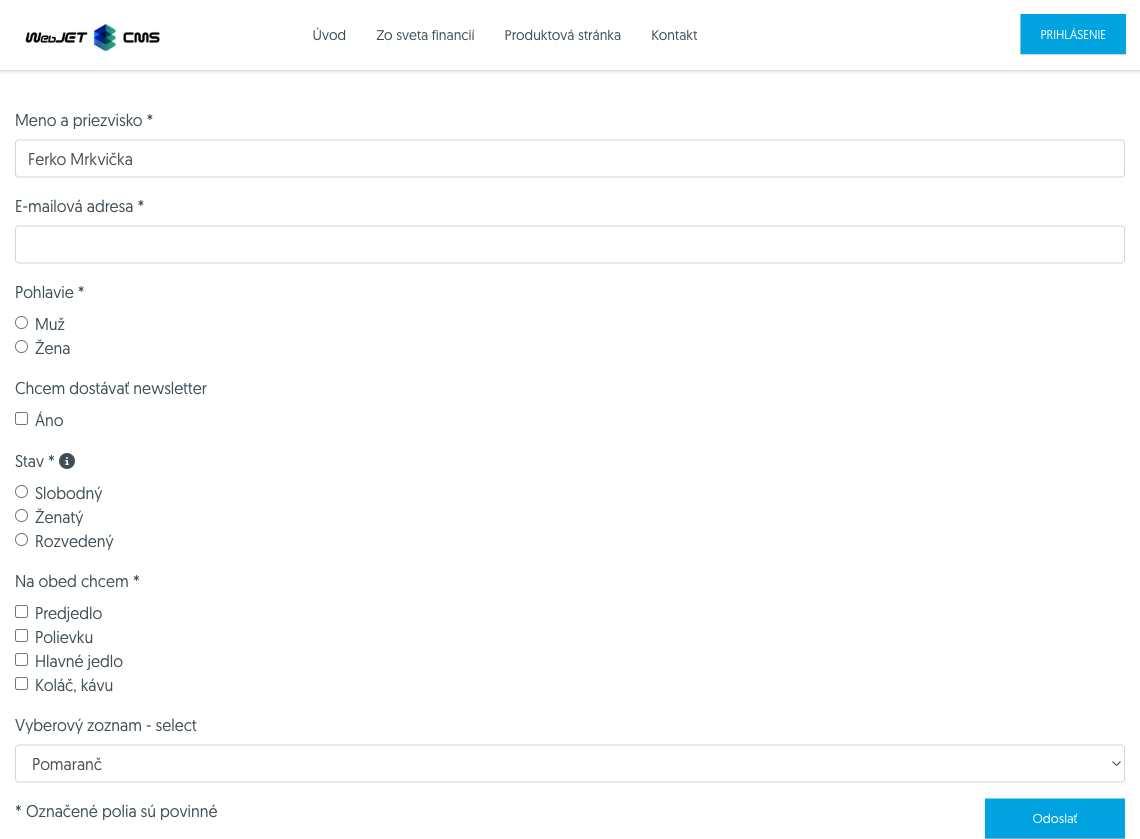 WebJET CMS
Úvod Zo sveta financií Produktová stránka Kontakt PRIHLÁSENIE
Meno a priezvisko *
Ferko Mrkvička
E-mailová adresa *
Pohlavie *
Muž
Žena
Chcem dostávať newsletter
Áno
Stav *
Slobodný
Ženatý
Rozvedený
Na obed chcem *
Predjedlo
Polievku
Hlavné jedlo
Koláč, kávu
Vyberový zoznam - select
Pomaranč
* Označené polia sú povinné
Odoslať